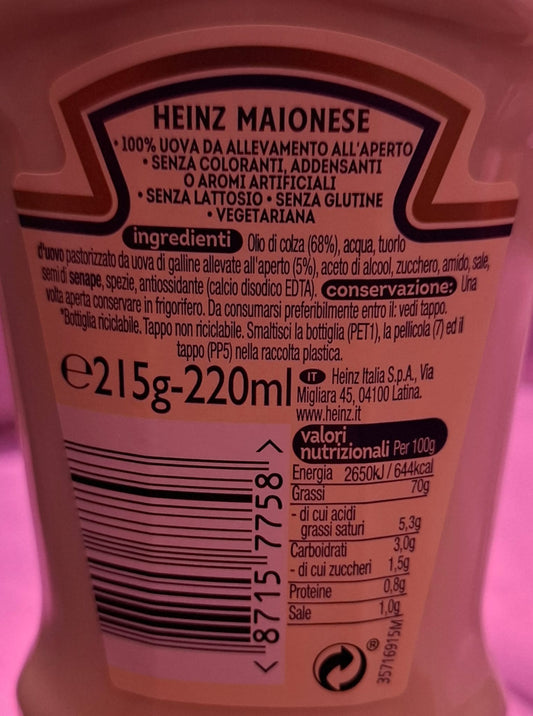 HEINZ MAIONESE
• 100% UOVA DA ALLEVAMENTO ALL'APERTO
• SENZA COLORANTI, ADDENSANTI
O AROMI ARTIFICIALI
• SENZA LATTOSIO • SENZA GLUTINE
• VEGETARIANA
ingredienti Olio di colza (68%), acqua, tuorlo
d'uovo pastorizzato da uova di galline allevate all'aperto (5%), aceto di alcool, zucchero, amido, sale,
semi di senape, spezie, antiossidante (calcio disodico EDTA). conservazione: Una
volta aperta conservare in frigorifero. Da consumarsi preferibilmente entro il: vedi tappo.
*Bottiglia riciclabile. Tappo non riciclabile. Smaltisci la bottiglia (PET1), la pellicola (7) ed il
tappo (PP5) nella raccolta plastica.
℮215g-220ml
IT Heinz Italia S.p.A., Via
Migliara 45, 04100 Latina.
www.heinz.it
valori
nutrizionali Per 100g
Energia 2650kJ / 644kcal
Grassi 70g
- di cui acidi
grassi saturi 5,3g
Carboidrati 3,0g
- di cui zuccheri 1,5g
Proteine 0,8g
Sale 1,0g
< 8715 7758 >
®
35716915M